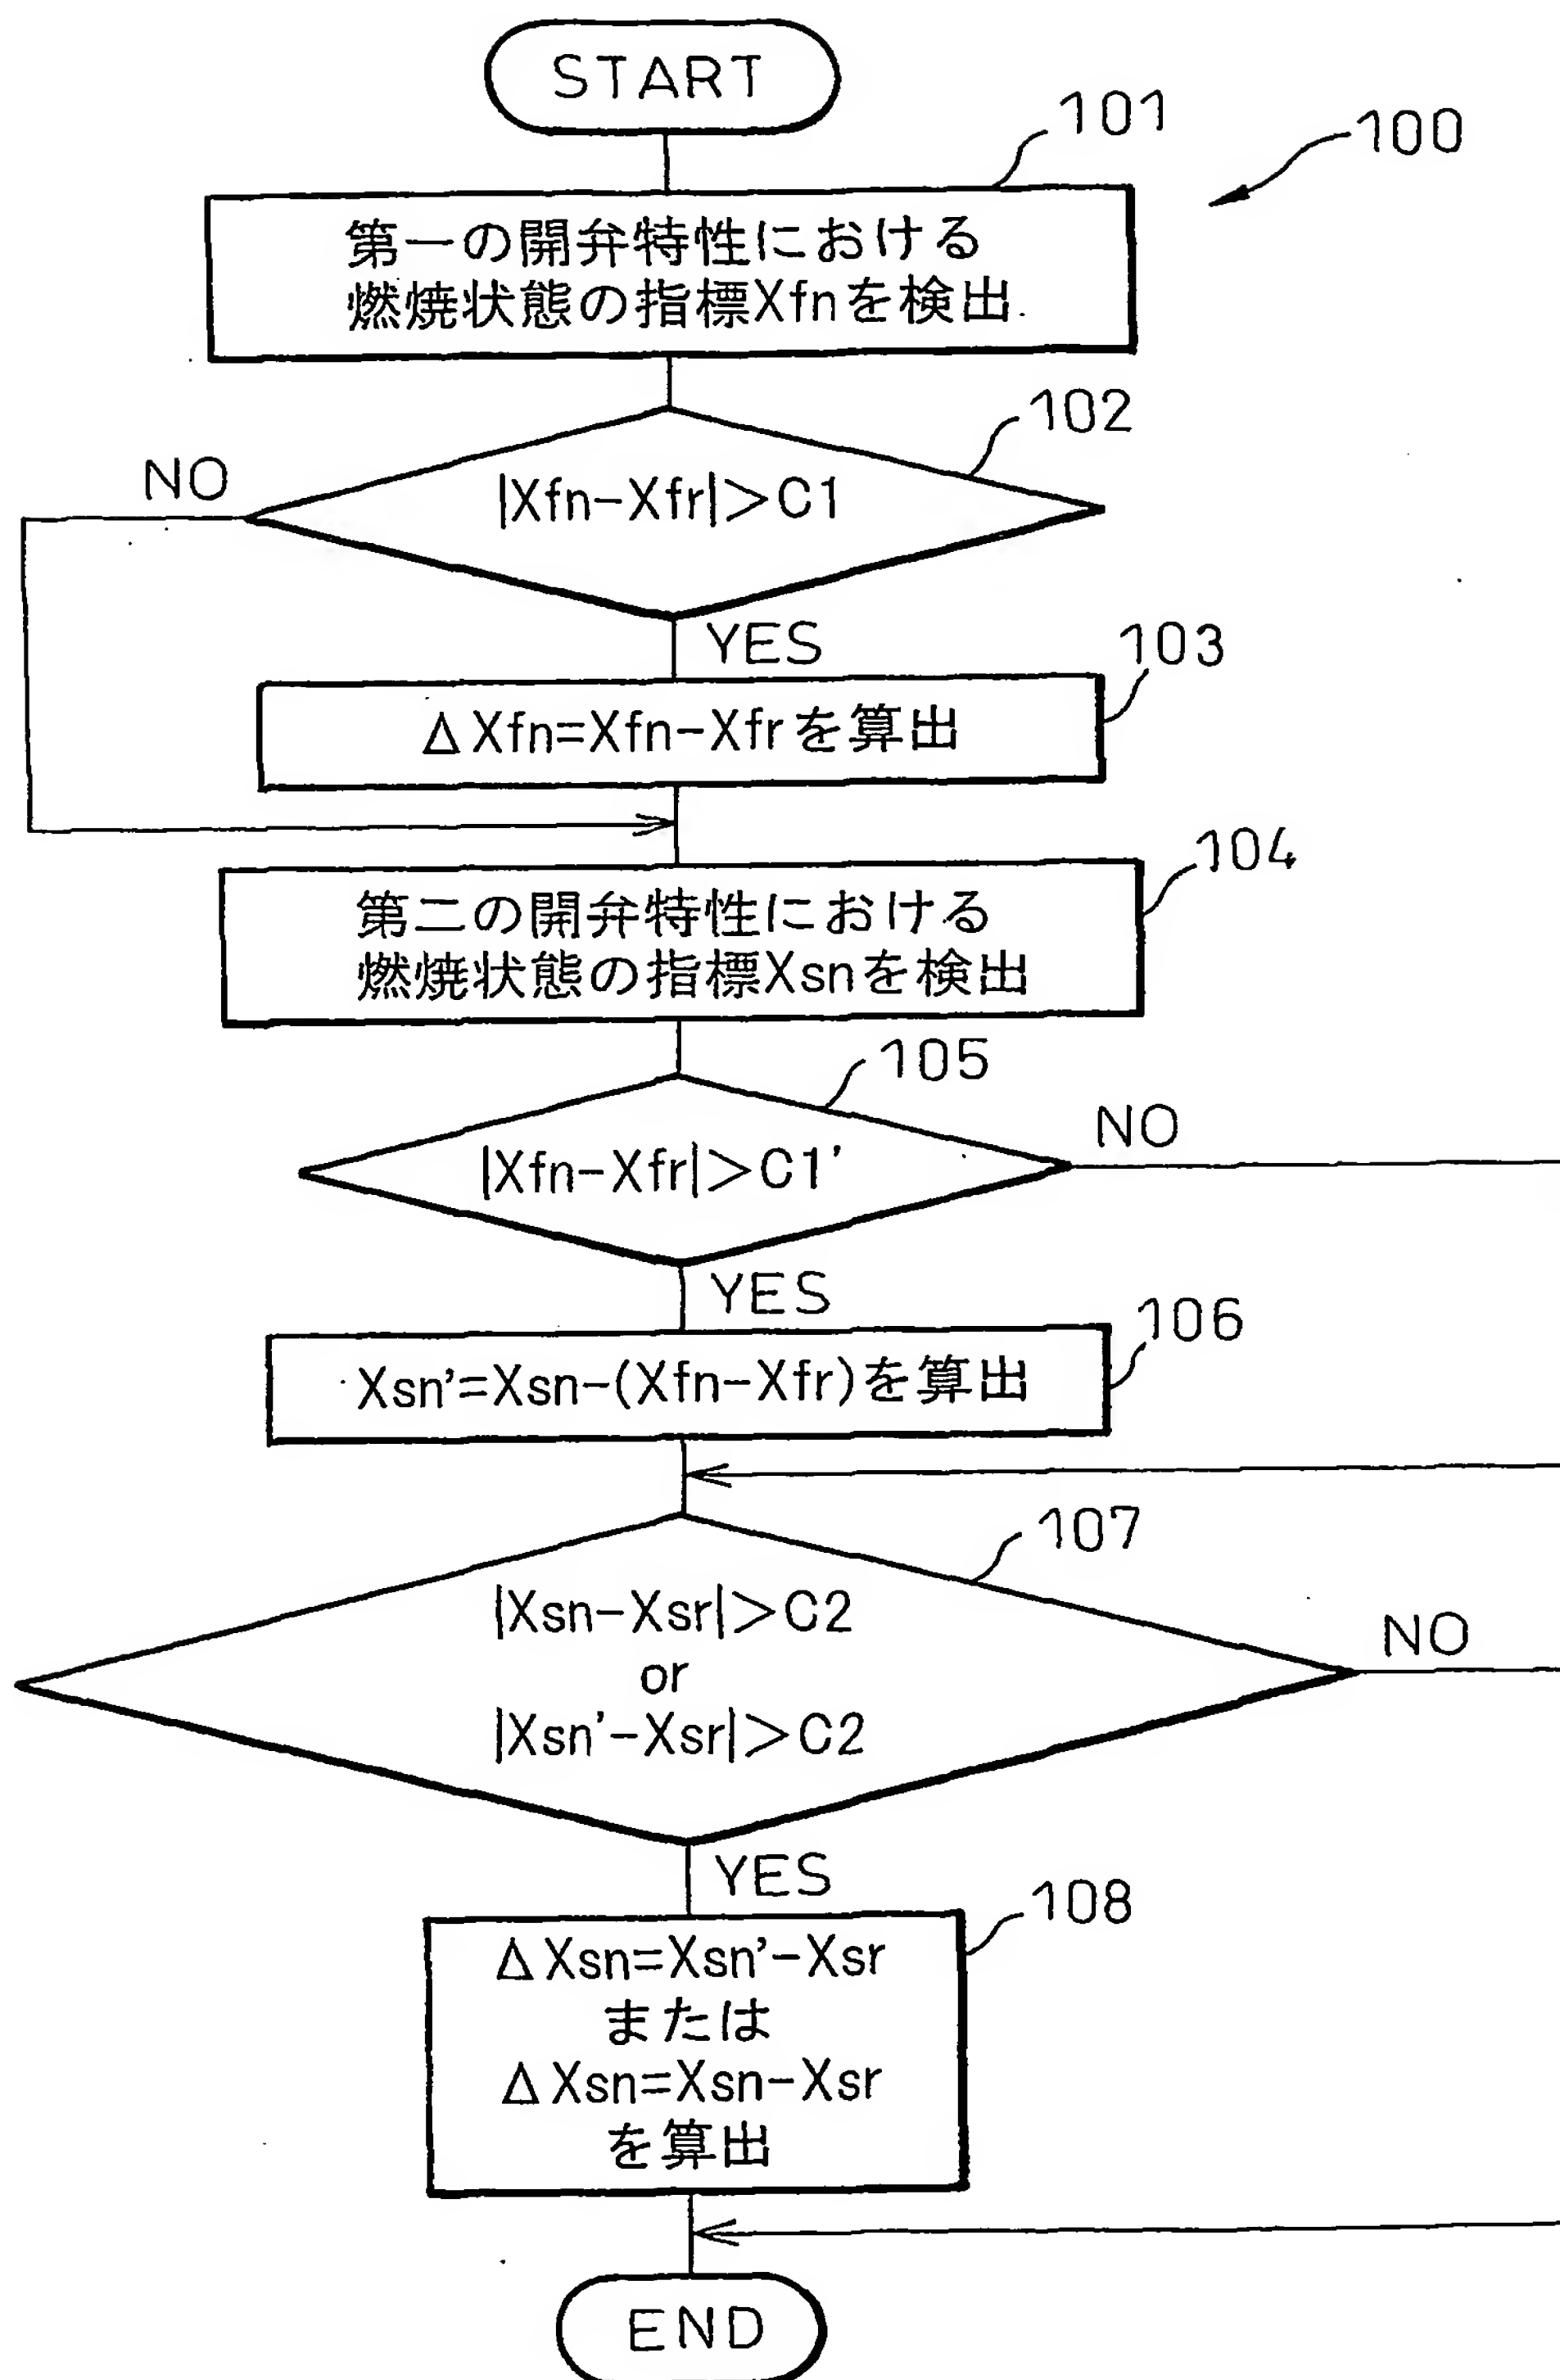 START
101
100
第一の開弁特性における
燃焼状態の指標Xfnを検出
102
NO
|Xfn-Xfr|>C1
YES
103
ΔXfn=Xfn-Xfrを算出
104
第二の開弁特性における
燃焼状態の指標Xsnを検出
105
NO
|Xfn-Xfr|>C1'
YES
106
Xsn'=Xsn-(Xfn-Xfr)を算出
107
|Xsn-Xsr|>C2
NO
or
|Xsn'-Xsr|>C2
YES
108
ΔXsn=Xsn'-Xsr
または
ΔXsn=Xsn-Xsr
を算出
END